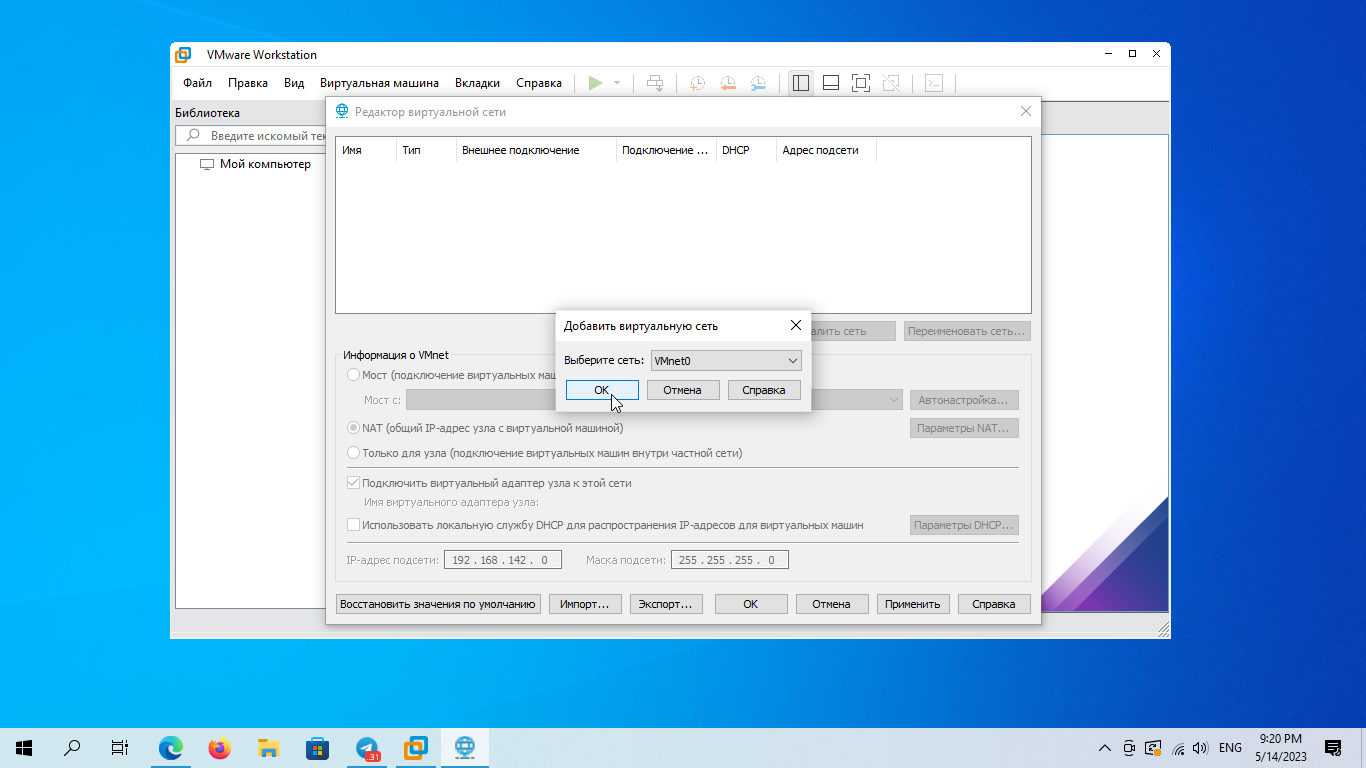 VMware Workstation
Файл Правка Вид Виртуальная машина Вкладки Справка
Библиотека
Введите искомый тек
Мой компьютер
Редактор виртуальной сети
Имя Тип Внешнее подключение Подключение ... DHCP Адрес подсети
алить сеть Переименовать сеть...
Добавить виртуальную сеть
Выберите сеть: VMnet0
OK Отмена Справка
Информация о VMnet
Мост (подключение виртуальных маш
Мост с: Автонастройка...
NAT (общий IP-адрес узла с виртуальной машиной) Параметры NAT...
Только для узла (подключение виртуальных машин внутри частной сети)
Подключить виртуальный адаптер узла к этой сети
Имя виртуального адаптера узла:
Использовать локальную службу DHCP для распространения IP-адресов для виртуальных машин Параметры DHCP...
IP-адрес подсети: 192 . 168 . 142 . 0 Маска подсети: 255 . 255 . 255 . 0
Восстановить значения по умолчанию Импорт... Экспорт... OK Отмена Применить Справка
31
ENG
9:20 PM
5/14/2023